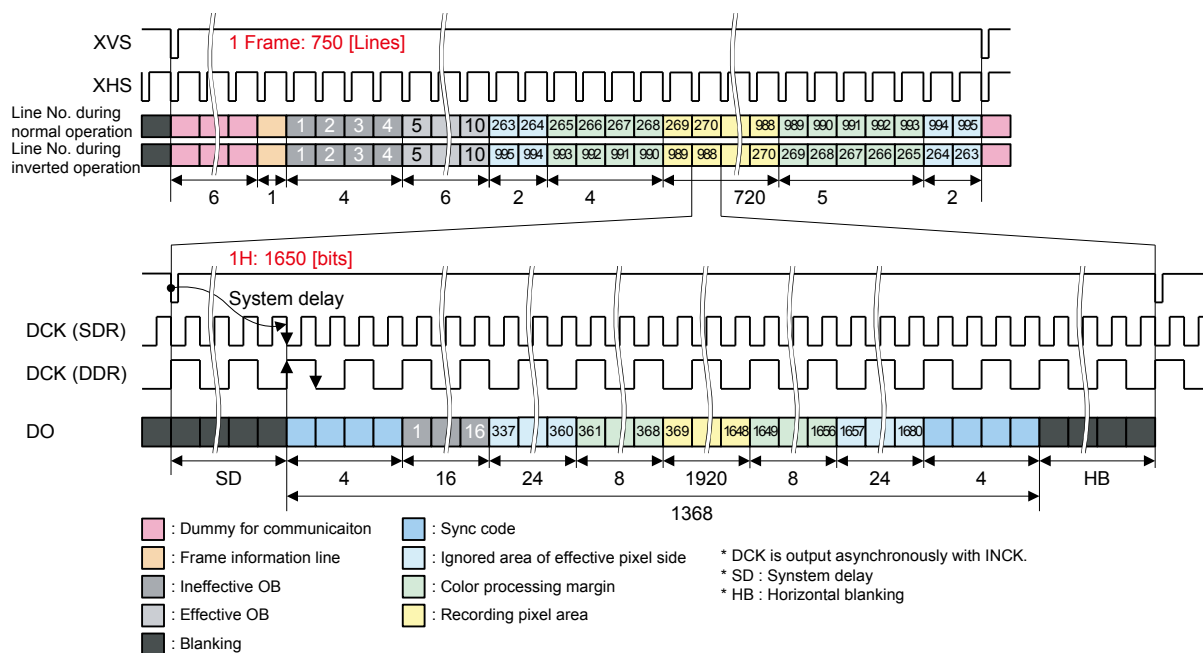 XVS
1 Frame: 750 [Lines]
XHS
Line No. during
normal operation
1 2 3 4 5 10 263 264 265 266 267 268 269 270 988 989 990 991 992 993 994 995
Line No. during
inverted operation
1 2 3 4 5 10 995 994 993 992 991 990 989 988 270 269 268 267 266 265 264 263
6 1 4 6 2 4 720 5 2
1H: 1650 [bits]
System delay
DCK (SDR)
DCK (DDR)
DO
1 16 337 360 361 368 369 1648 1649 1656 1657 1680
SD 4 16 24 8 1920 8 24 4 HB
1368
: Dummy for communicaiton
: Frame information line
: Ineffective OB
: Effective OB
: Blanking
: Sync code
: Ignored area of effective pixel side
: Color processing margin
: Recording pixel area
* DCK is output asynchronously with INCK.
* SD : Synstem delay
* HB : Horizontal blanking